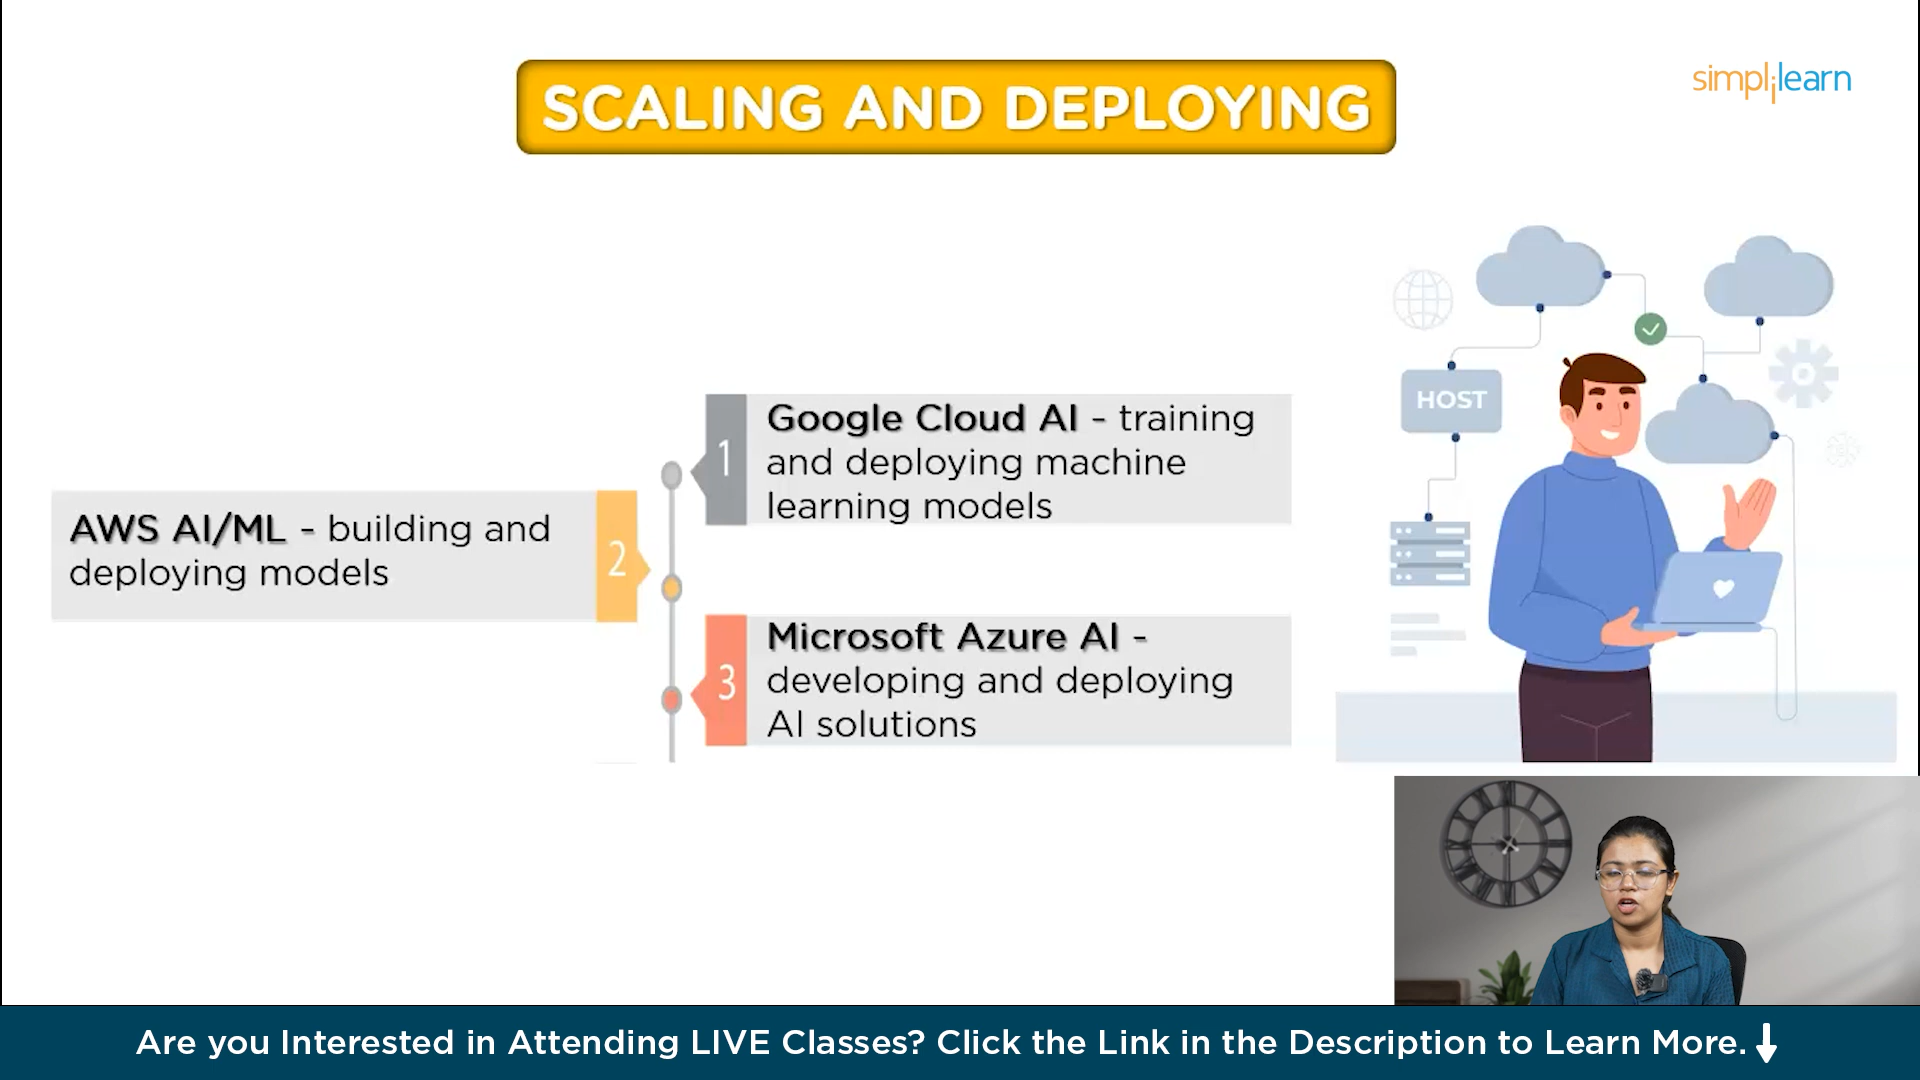 SCALING AND DEPLOYING
simplilearn
1
Google Cloud AI - training
and deploying machine
learning models
HOST
AWS AI/ML - building and
deploying models
2
3
Microsoft Azure AI -
developing and deploying
AI solutions
Are you Interested in Attending LIVE Classes? Click the Link in the Description to Learn More.